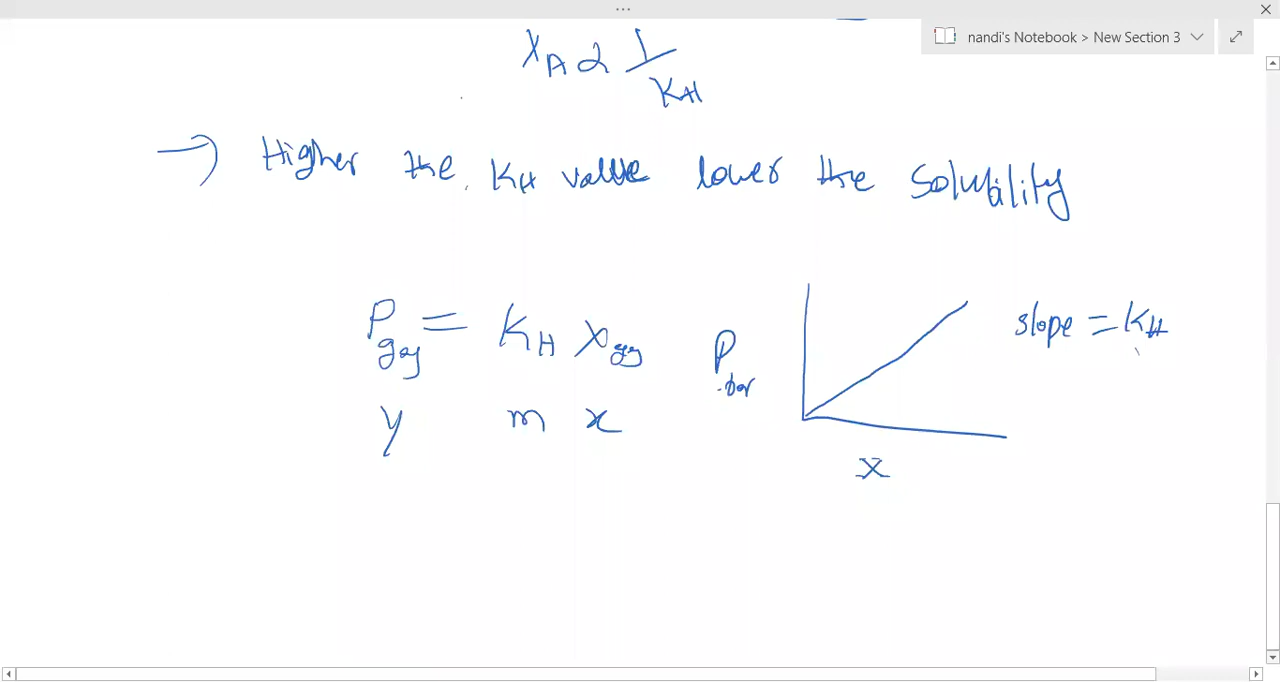 nandi's Notebook > New Section 3
X_A α 1/K_H
→ Higher the K_H value lower the solubility
P_gas = K_H X_gas
y m x
P bar
slope = K_H
X